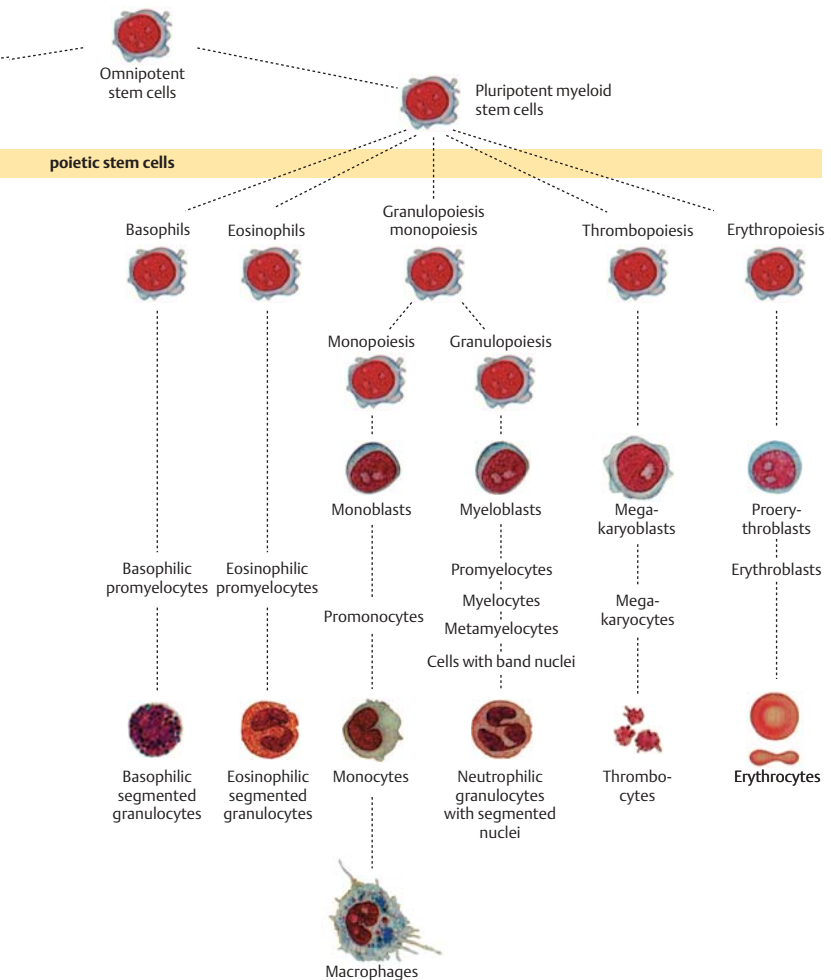 Omnipotent
stem cells
Pluripotent myeloid
stem cells
poietic stem cells
Basophils
Eosinophils
Granulopoiesis
monopoiesis
Thrombopoiesis
Erythropoiesis
Monopoiesis
Granulopoiesis
Monoblasts
Myeloblasts
Mega-
karyoblasts
Proery-
throblasts
Basophilic
promyelocytes
Eosinophilic
promyelocytes
Promyelocytes
Erythroblasts
Myelocytes
Mega-
karyocytes
Promonocytes
Metamyelocytes
Cells with band nuclei
Basophilic
segmented
granulocytes
Eosinophilic
segmented
granulocytes
Monocytes
Neutrophilic
granulocytes
with segmented
nuclei
Thrombo-
cytes
Erythrocytes
Macrophages